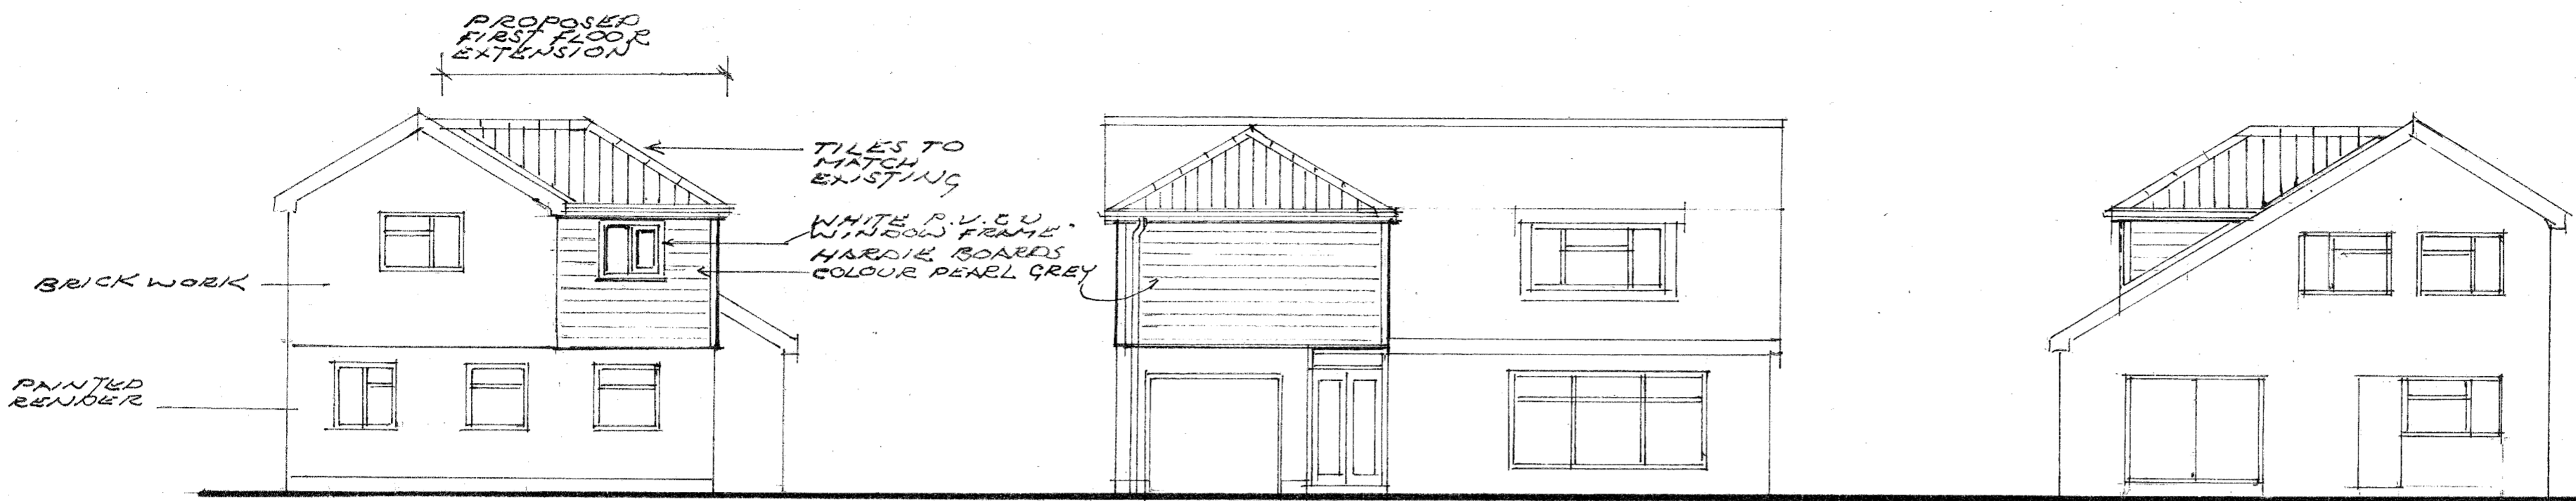 PROPOSED
FIRST FLOOR
EXTENSION
TILES TO
MATCH
EXISTING
WHITE P.V.C.U
WINDOW FRAME
HARDIE BOARDS
COLOUR PEARL GREY
BRICK WORK
PAINTED
RENDER